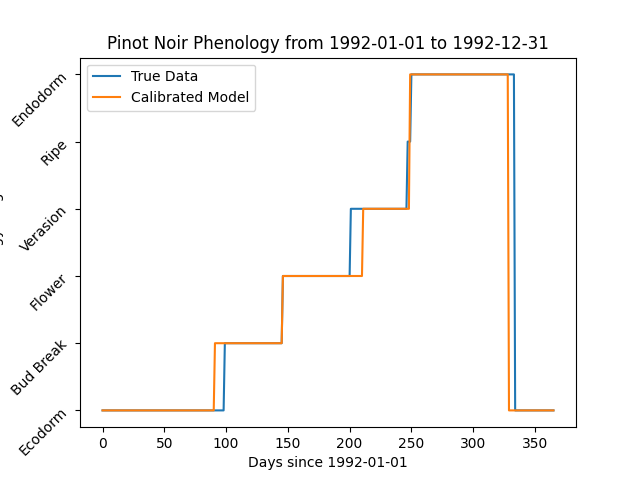 Pinot Noir Phenology from 1992-01-01 to 1992-12-31
True Data
Calibrated Model
Endodorm
Ripe
Verasion
Flower
Bud Break
Ecodorm
0 50 100 150 200 250 300 350
Days since 1992-01-01